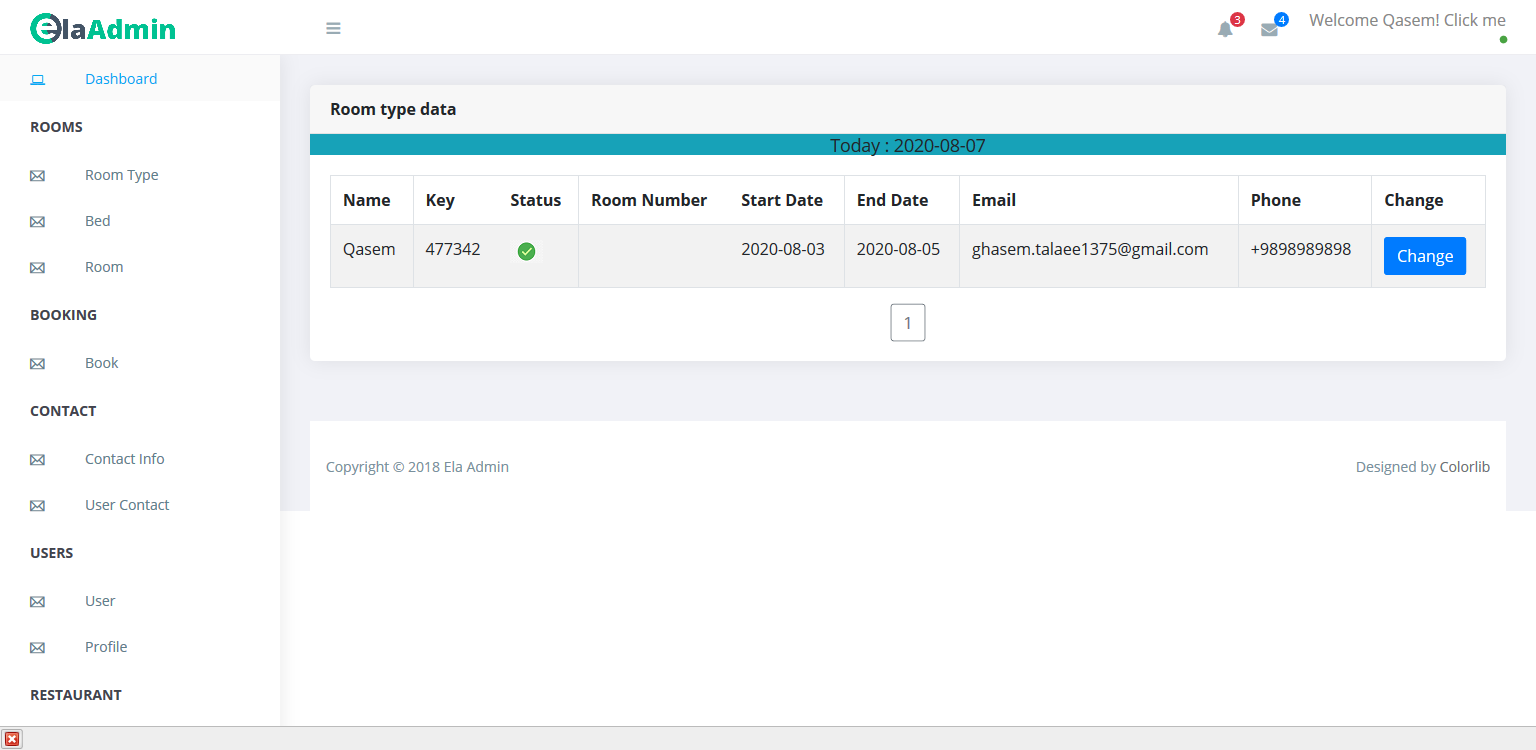 ElaAdmin
3
4
Welcome Qasem! Click me
Dashboard
ROOMS
Room Type
Bed
Room
BOOKING
Book
CONTACT
Contact Info
User Contact
USERS
User
Profile
RESTAURANT
Room type data
Today : 2020-08-07
Name Key Status Room Number Start Date End Date Email Phone Change
Qasem 477342 2020-08-03 2020-08-05 ghasem.talaee1375@gmail.com +9898989898 Change
1
Copyright © 2018 Ela Admin
Designed by Colorlib